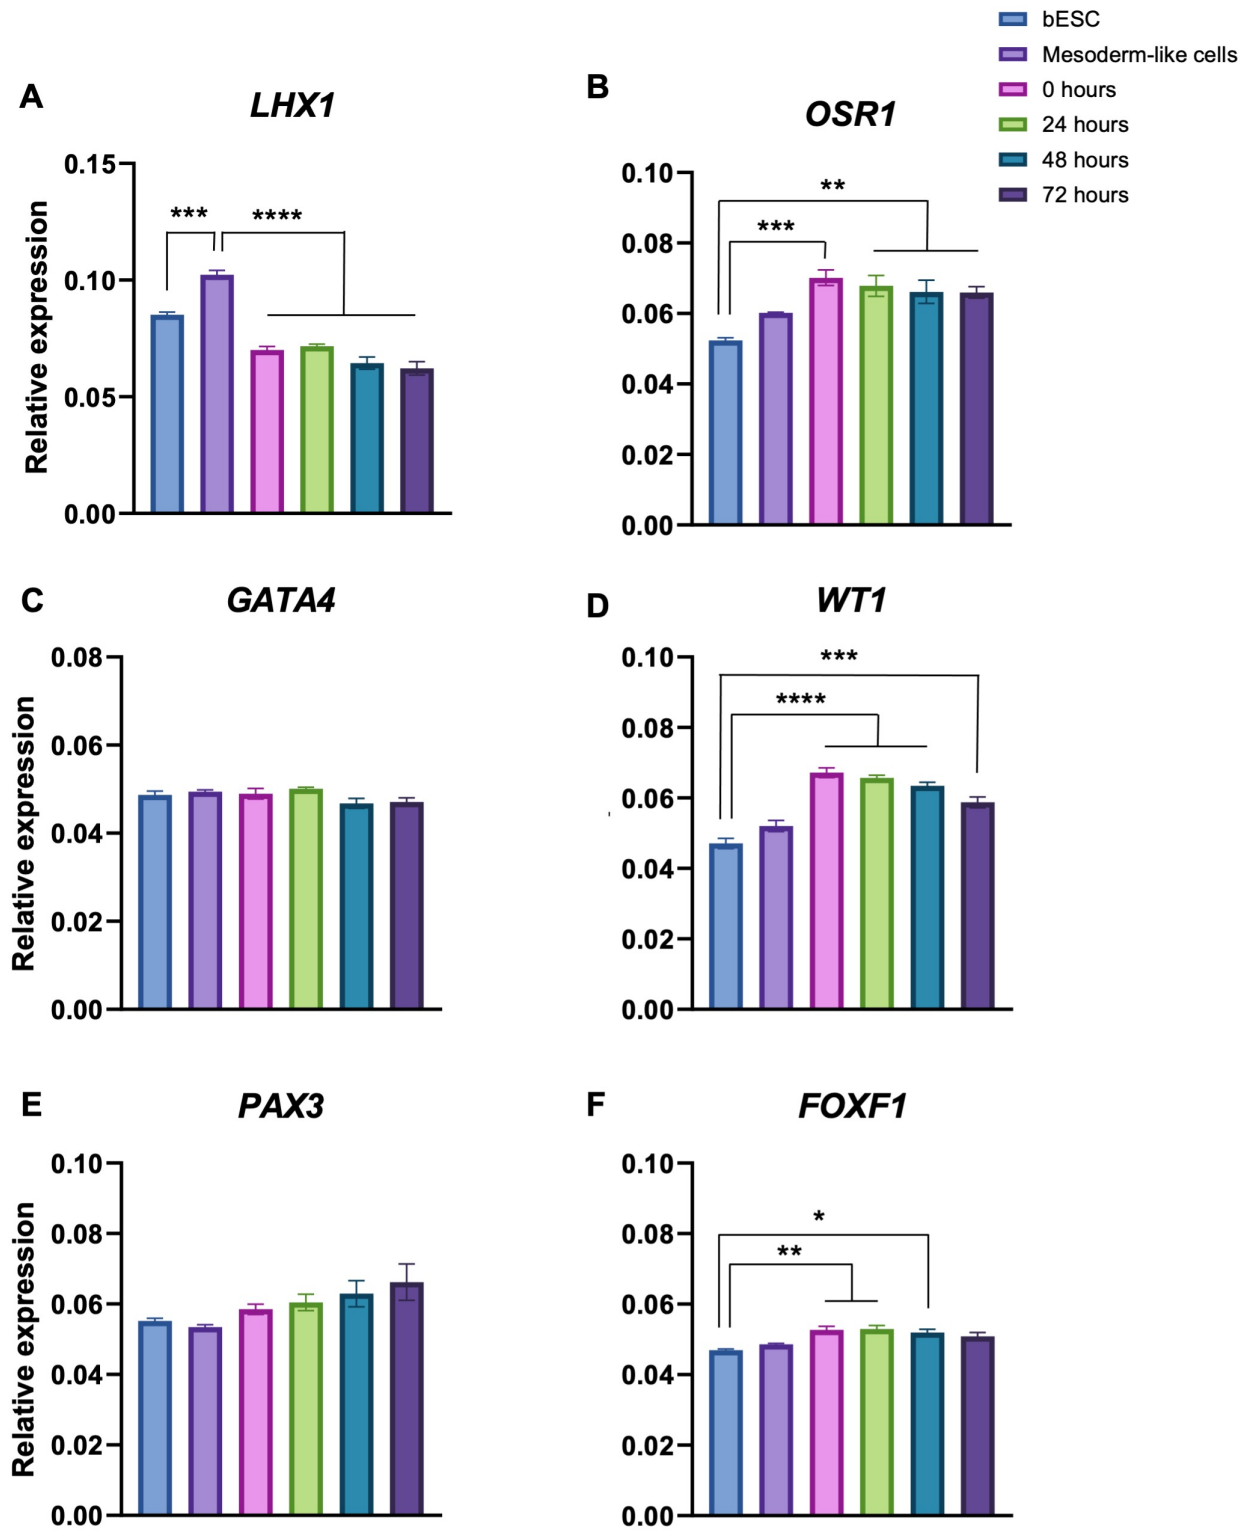 bESC
Mesoderm-like cells
0 hours
24 hours
48 hours
72 hours
A
LHX1
Relative expression
0.15
0.10
0.05
0.00
***
****
B
OSR1
0.10
0.08
0.06
0.04
0.02
0.00
**
***
C
GATA4
Relative expression
0.08
0.06
0.04
0.02
0.00
D
WT1
0.10
0.08
0.06
0.04
0.02
0.00
***
****
E
PAX3
Relative expression
0.10
0.08
0.06
0.04
0.02
0.00
F
FOXF1
0.10
0.08
0.06
0.04
0.02
0.00
*
**